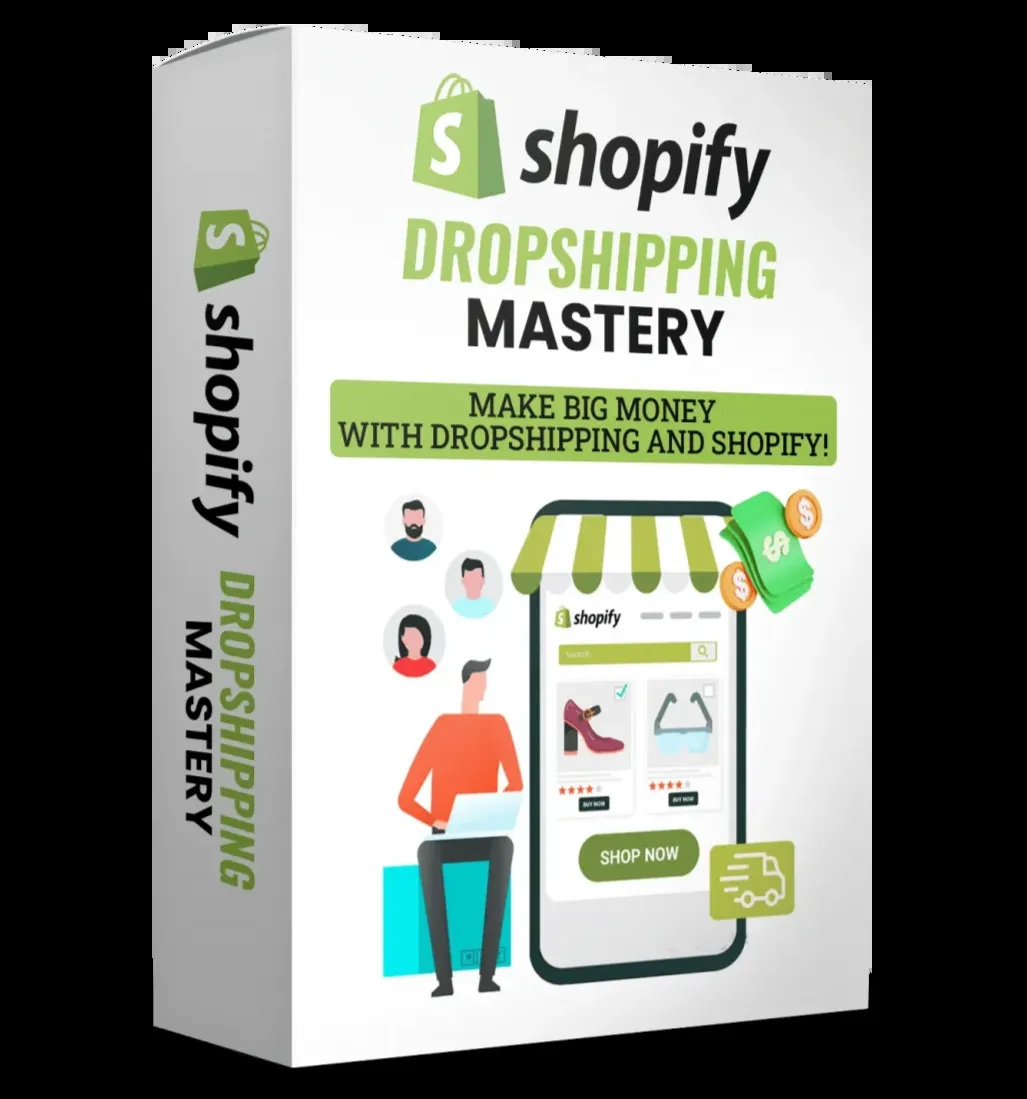 shopify
DROPSHIPPING
MASTERY
MAKE BIG MONEY
WITH DROPSHIPPING AND SHOPIFY!
shopify
Search
BUY NOW
BUY NOW
SHOP NOW
shopify
DROPSHIPPING
MASTERY